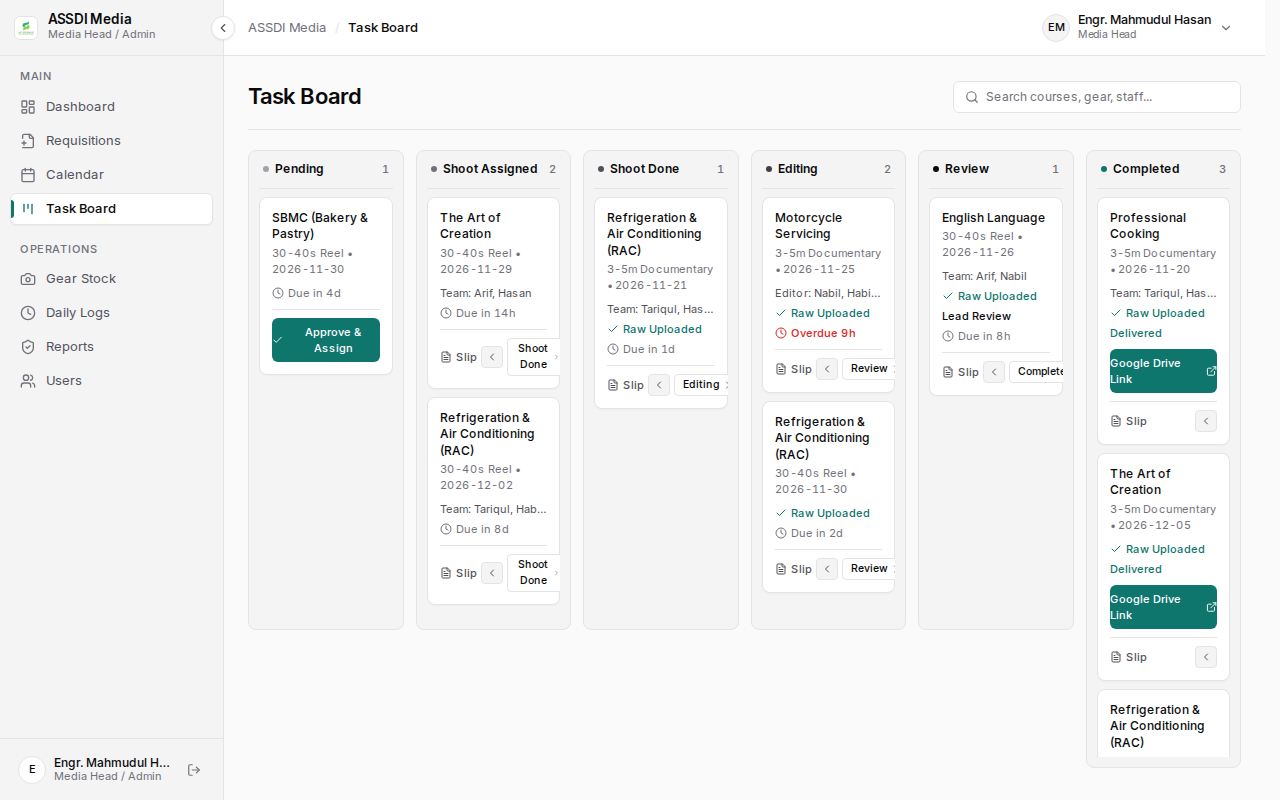 ASSDI Media
Media Head / Admin
MAIN
Dashboard
Requisitions
Calendar
Task Board
OPERATIONS
Gear Stock
Daily Logs
Reports
Users
E
Engr. Mahmudul H...
Media Head / Admin
ASSDI Media / Task Board
EM
Engr. Mahmudul Hasan
Media Head
Task Board
Search courses, gear, staff...
Pending 1
SBMC (Bakery &
Pastry)
30-40s Reel •
2026-11-30
Due in 4d
Approve &
Assign
Shoot Assigned 2
The Art of
Creation
30-40s Reel •
2026-11-29
Team: Arif, Hasan
Due in 14h
Slip
Shoot
Done
Refrigeration &
Air Conditioning
(RAC)
30-40s Reel •
2026-12-02
Team: Tariqul, Hab...
Due in 8d
Slip
Shoot
Done
Shoot Done 1
Refrigeration &
Air Conditioning
(RAC)
3-5m Documentary
• 2026-11-21
Team: Tariqul, Has...
Raw Uploaded
Due in 1d
Slip
Editing
Editing 2
Motorcycle
Servicing
3-5m Documentary
• 2026-11-25
Editor: Nabil, Habi...
Raw Uploaded
Overdue 9h
Slip
Review
Refrigeration &
Air Conditioning
(RAC)
30-40s Reel •
2026-11-30
Raw Uploaded
Due in 2d
Slip
Review
Review 1
English Language
30-40s Reel •
2026-11-26
Team: Arif, Nabil
Raw Uploaded
Lead Review
Due in 8h
Slip
Complete
Completed 3
Professional
Cooking
3-5m Documentary
• 2026-11-20
Team: Tariqul, Has...
Raw Uploaded
Delivered
Google Drive
Link
Slip
The Art of
Creation
3-5m Documentary
• 2026-12-05
Raw Uploaded
Delivered
Google Drive
Link
Slip
Refrigeration &
Air Conditioning
(RAC)